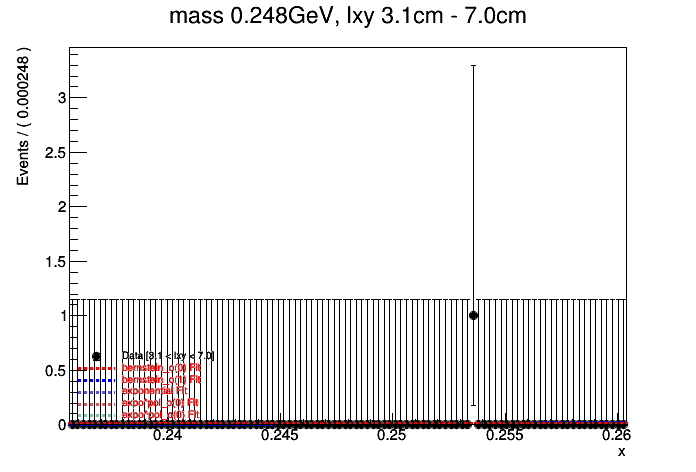 mass 0.248GeV, lxy 3.1cm - 7.0cm
Events / ( 0.000248 )
3
2.5
2
1.5
1
0.5
0
Data [3.1 < lxy < 7.0]
bernstein_o(0) Fit
bernstein_o(1) Fit
exponential Fit
expo*pol_o(0) Fit
expo*pol_o(0) Fit
0.24 0.245 0.25 0.255 0.26
x